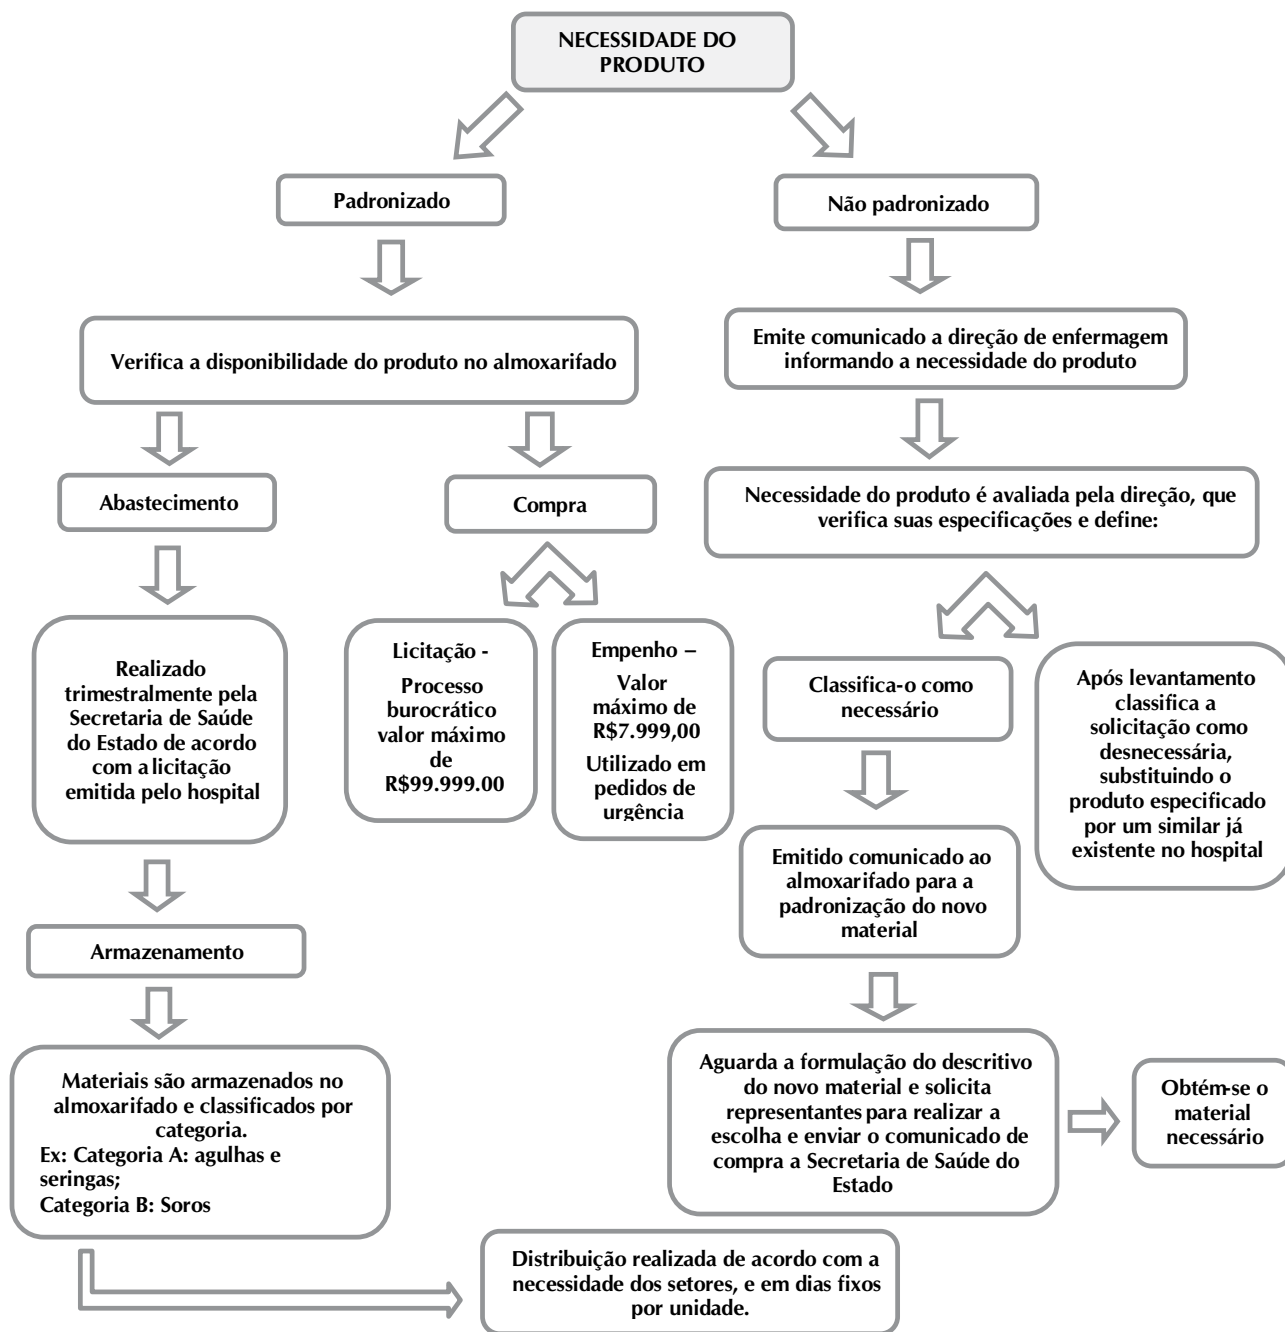 NECESSIDADE DO
PRODUTO
Padronizado
Não padronizado
Verifica a disponibilidade do produto no almoxarifado
Emite comunicado a direção de enfermagem
informando a necessidade do produto
Abastecimento
Compra
Necessidade do produto é avaliada pela direção, que
verifica suas especificações e define:
Realizado
trimestralmente pela
Secretaria de Saúde
do Estado de acordo
com a licitação
emitida pelo hospital
Licitação -
Processo
burocrático
valor máximo
de
R$99.999.00
Empenho –
Valor
máximo de
R$7.999,00
Utilizado em
pedidos de
urgência
Classifica-o como
necessário
Após levantamento
classifica a
solicitação como
desnecessária,
substituindo o
produto especificado
por um similar já
existente no hospital
Emitido comunicado ao
almoxarifado para a
padronização do novo
material
Armazenamento
Materiais são armazenados no
almoxarifado e classificados por
categoria.
Ex: Categoria A: agulhas e
seringas;
Categoria B: Soros
Aguarda a formulação do descritivo
do novo material e solicita
representantes para realizar a
escolha e enviar o comunicado de
compra a Secretaria de Saúde do
Estado
Obtém-se o
material
necessário
Distribuição realizada de acordo com a
necessidade dos setores, e em dias fixos
por unidade.